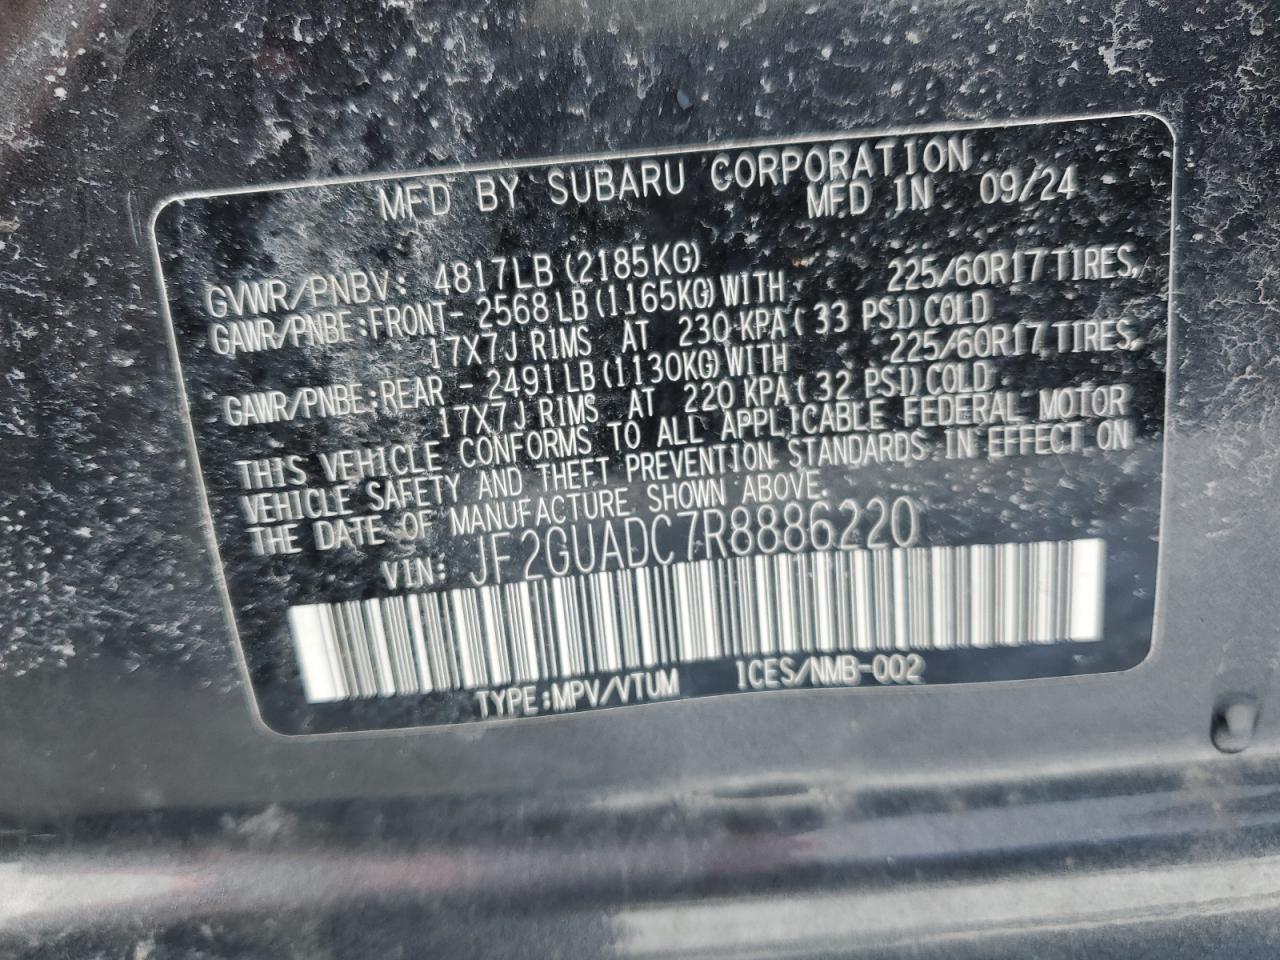 MFD BY SUBARU CORPORATION
MFD IN 09/24
GVWR/PNBV: 4817LB (2185KG)
GAWR/PNBE:FRONT- 2568 LB (1165KG) WITH 225/60R17 TIRES,
17X7J RIMS AT 230 KPA ( 33 PSI) COLD
GAWR/PNBE:REAR - 2491 LB (1130KG) WITH 225/60R17 TIRES,
17X7J RIMS AT 220 KPA ( 32 PSI) COLD
THIS VEHICLE CONFORMS TO ALL APPLICABLE FEDERAL MOTOR
VEHICLE SAFETY AND THEFT PREVENTION STANDARDS IN EFFECT ON
THE DATE OF MANUFACTURE SHOWN ABOVE.
VIN: JF2GUADC7R8886220
TYPE:MPV/VTUM ICES/NMB-002